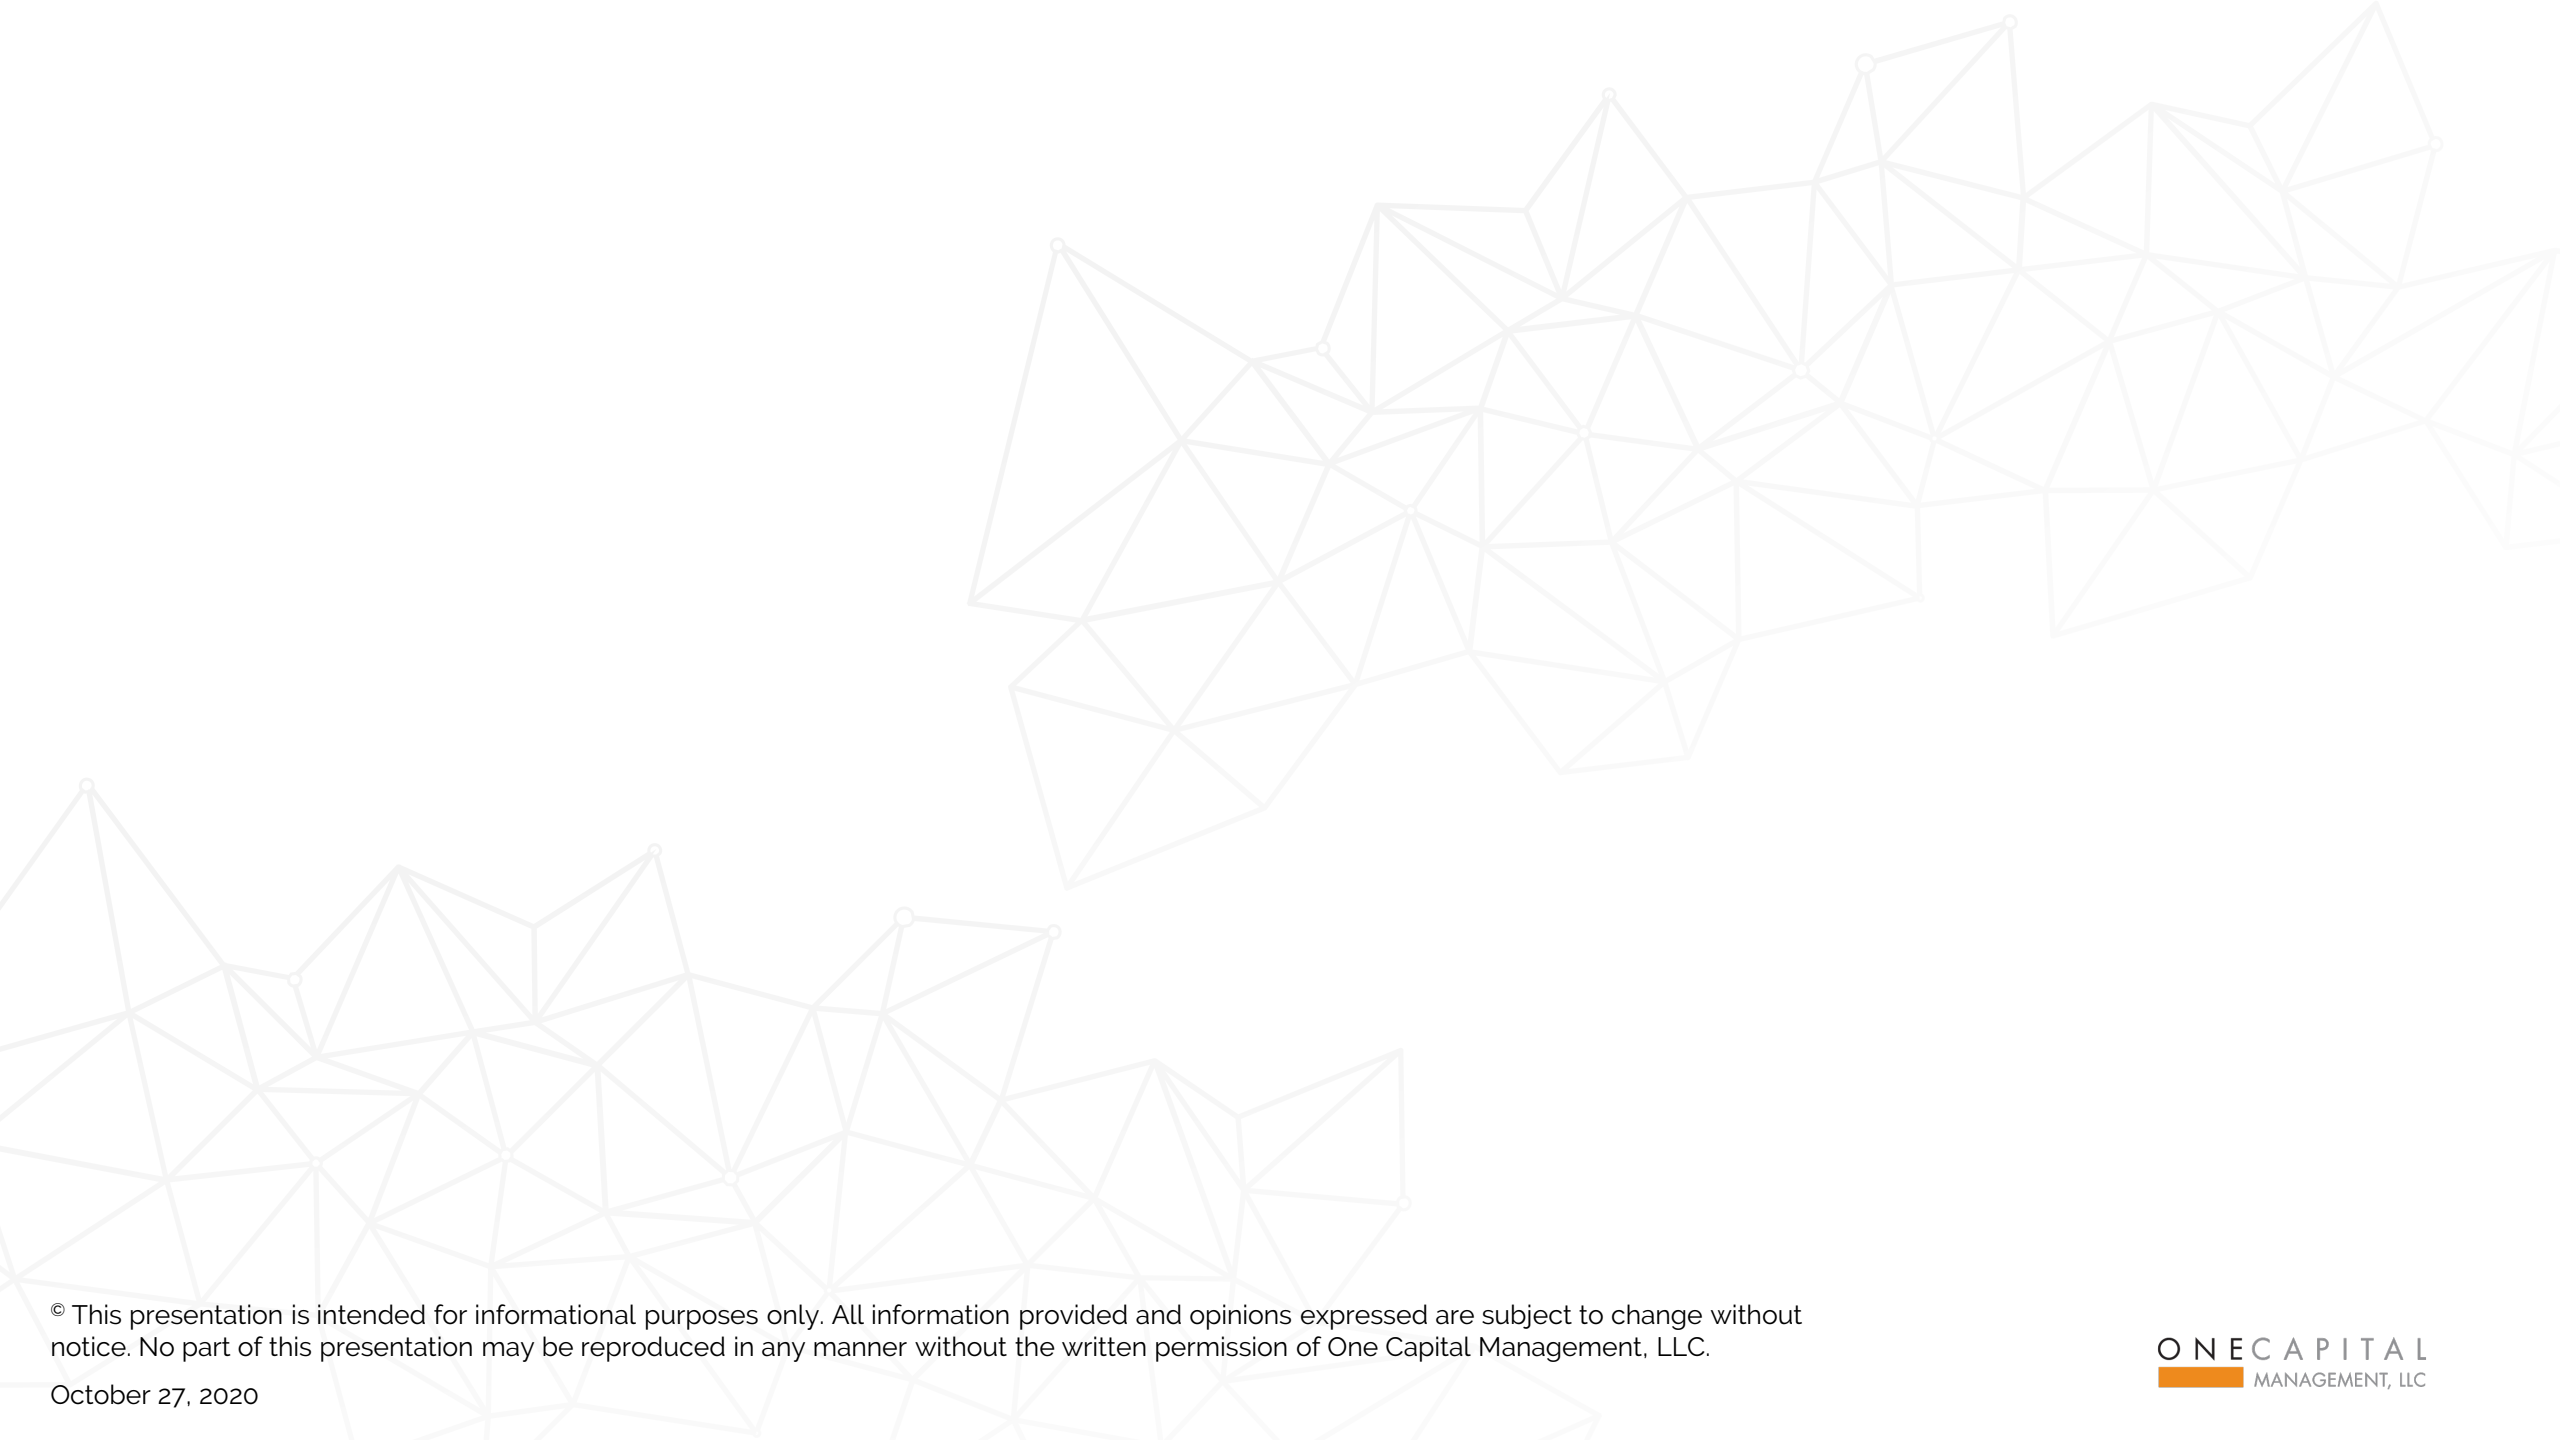 © This presentation is intended for informational purposes only. All information provided and opinions expressed are subject to change without
notice. No part of this presentation may be reproduced in any manner without the written permission of One Capital Management, LLC.
October 27, 2020
ONECAPITAL
MANAGEMENT, LLC